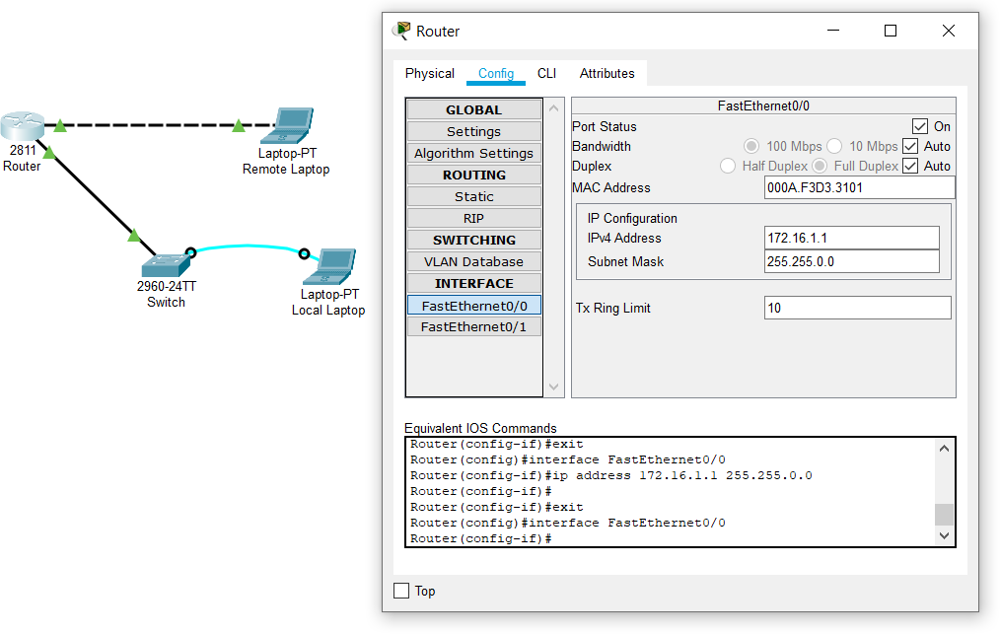 2811
Router
Laptop-PT
Remote Laptop
2960-24TT
Switch
Laptop-PT
Local Laptop
Router
Physical Config CLI Attributes
GLOBAL
Settings
Algorithm Settings
ROUTING
Static
RIP
SWITCHING
VLAN Database
INTERFACE
FastEthernet0/0
FastEthernet0/1
FastEthernet0/0
Port Status On
Bandwidth 100 Mbps 10 Mbps Auto
Duplex Half Duplex Full Duplex Auto
MAC Address 000A.F3D3.3101
IP Configuration
IPv4 Address 172.16.1.1
Subnet Mask 255.255.0.0
Tx Ring Limit 10
Equivalent IOS Commands
Router(config-if)#exit
Router(config)#interface FastEthernet0/0
Router(config-if)#ip address 172.16.1.1 255.255.0.0
Router(config-if)#
Router(config-if)#exit
Router(config)#interface FastEthernet0/0
Router(config-if)#
Top